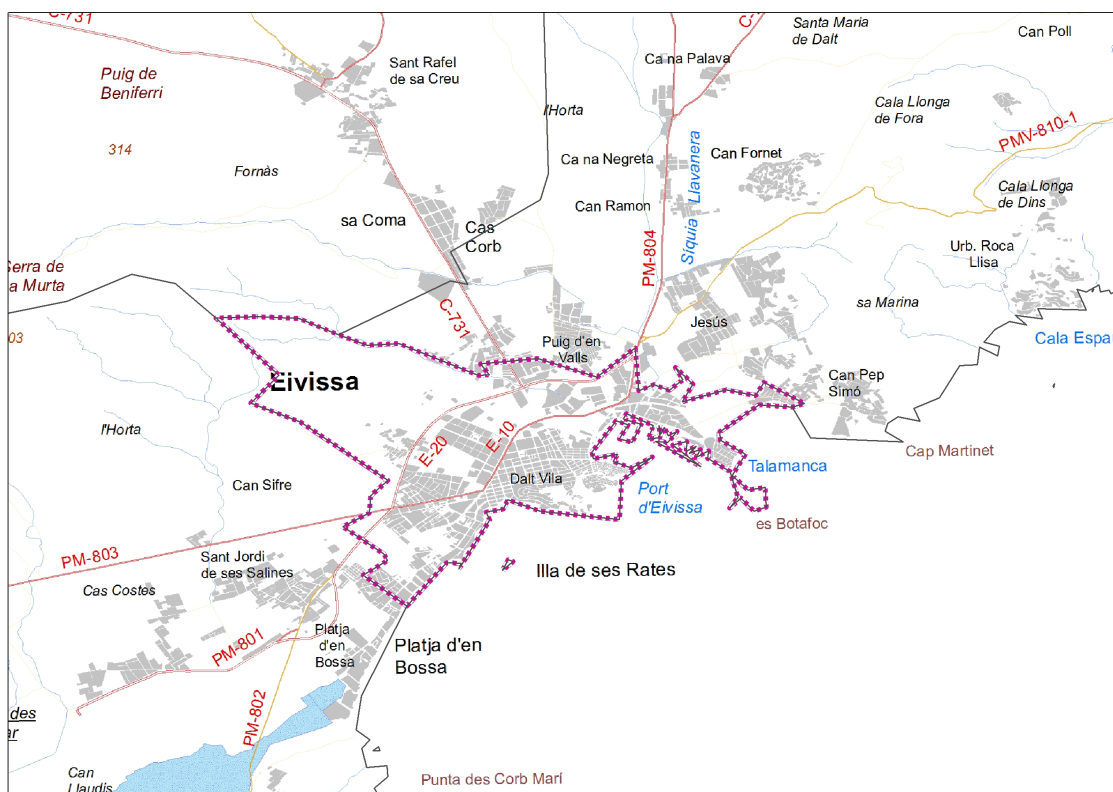 C-731
C-
Santa Maria
de Dalt
Can Poll
Sant Rafel
de sa Creu
Ca na Palava
Puig de
Beniferri
l'Horta
Cala Llonga
de Fora
PMV-810-1
314
Fornàs
Ca na Negreta
Can Fornet
Síquia Llavanera
Can Ramon
Cala Llonga
de Dins
sa Coma
Cas
Corb
PM-804
Urb. Roca
Llisa
Serra de
a Murta
sa Marina
C-731
Jesús
03
Puig d'en
Valls
Cala Espa
Eivissa
Can Pep
Simó
l'Horta
E-20
E-10
Cap Martinet
Talamanca
Can Sifre
Dalt Vila
Port
d'Eivissa
es Botafoc
PM-803
Sant Jordi
de ses Salines
Illa de ses Rates
Cas Costes
PM-801
Platja
d'en
Bossa
Platja d'en
Bossa
PM-802
des
ar
Can
Llaudis
Punta des Corb Marí